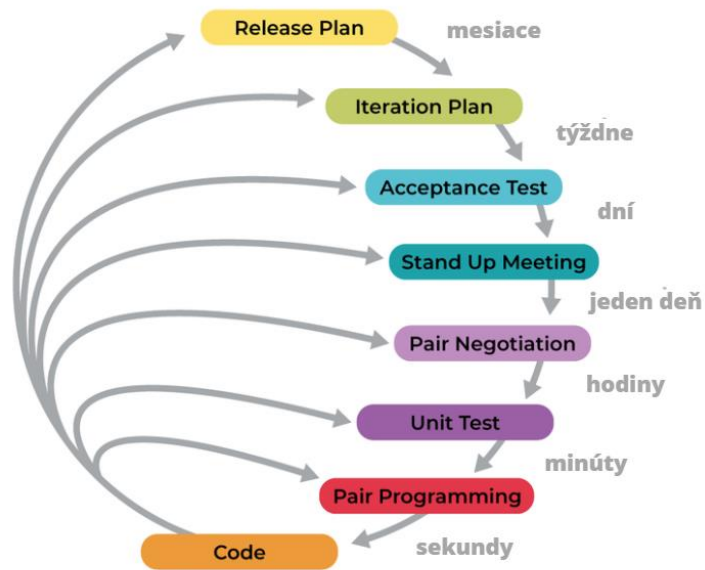 Release Plan
mesiace
Iteration Plan
týždne
Acceptance Test
dní
Stand Up Meeting
jeden deň
Pair Negotiation
hodiny
Unit Test
minúty
Pair Programming
sekundy
Code